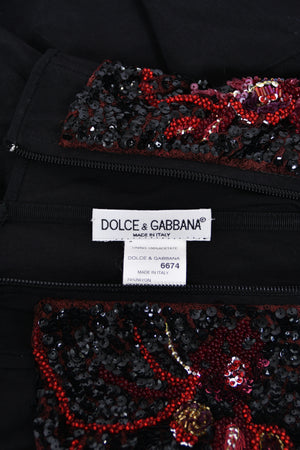 DOLCE & GABBANA®
MADE IN ITALY
DOLCE & GABBANA
6674
MADE IN ITALY